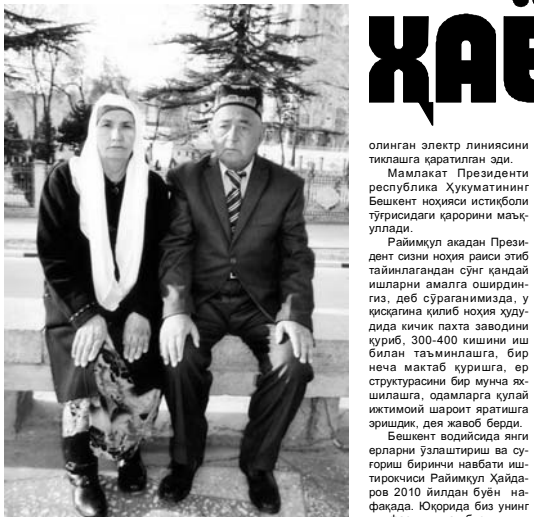 ҲАЁ
олинган электр линиясини
тиклашга қаратилган эди.
Мамлакат Президенти
республика Ҳукуматининг
Бешкент ноҳияси истиқболи
тўғрисидаги қарорини маъқ-
уллади.
Райимқул акадан Прези-
дент сизни ноҳия раиси этиб
тайинлагандан сўнг қандай
ишларни амалга оширдин-
гиз, деб сўраганимизда, у
қисқагина қилиб ноҳия ҳуду-
дида кичик пахта заводини
қуриб, 300-400 кишини иш
билан таъминлашга, бир
неча мактаб қуришга, ер
структурасини бир мунча ях-
шилашга, одамларга қулай
ижтимоий шароит яратишга
эришдик, дея жавоб берди.
Бешкент водийсида янги
ерларни ўзлаштириш ва су-
ғориш биринчи навбати иш-
тирокчиси Райимқул Ҳайда-
ров 2010 йилдан буён на-
фақада. Юқорида биз унинг